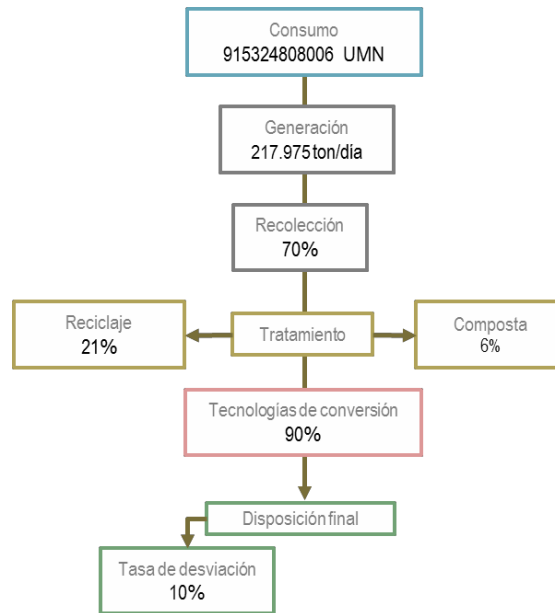 Consumo
915324808006 UMN
Generación
217.975 ton/día
Recolección
70%
Reciclaje
21%
Tratamiento
Composta
6%
Tecnologías de conversión
90%
Disposición final
Tasa de desviación
10%